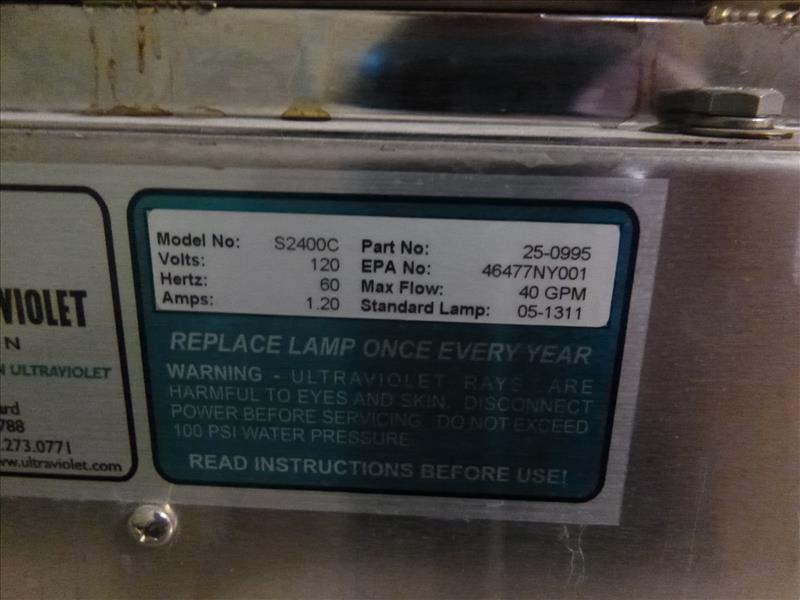 VIOLET
N
N ULTRAVIOLET
ard
788
.273.0771
ww.ultraviolet.com
Model No: S2400C Part No: 25-0995
Volts: 120 EPA No: 46477NY001
Hertz: 60 Max Flow: 40 GPM
Amps: 1.20 Standard Lamp: 05-1311
REPLACE LAMP ONCE EVERY YEAR
WARNING - ULTRAVIOLET RAYS ARE
HARMFUL TO EYES AND SKIN. DISCONNECT
POWER BEFORE SERVICING. DO NOT EXCEED
100 PSI WATER PRESSURE.
READ INSTRUCTIONS BEFORE USE!